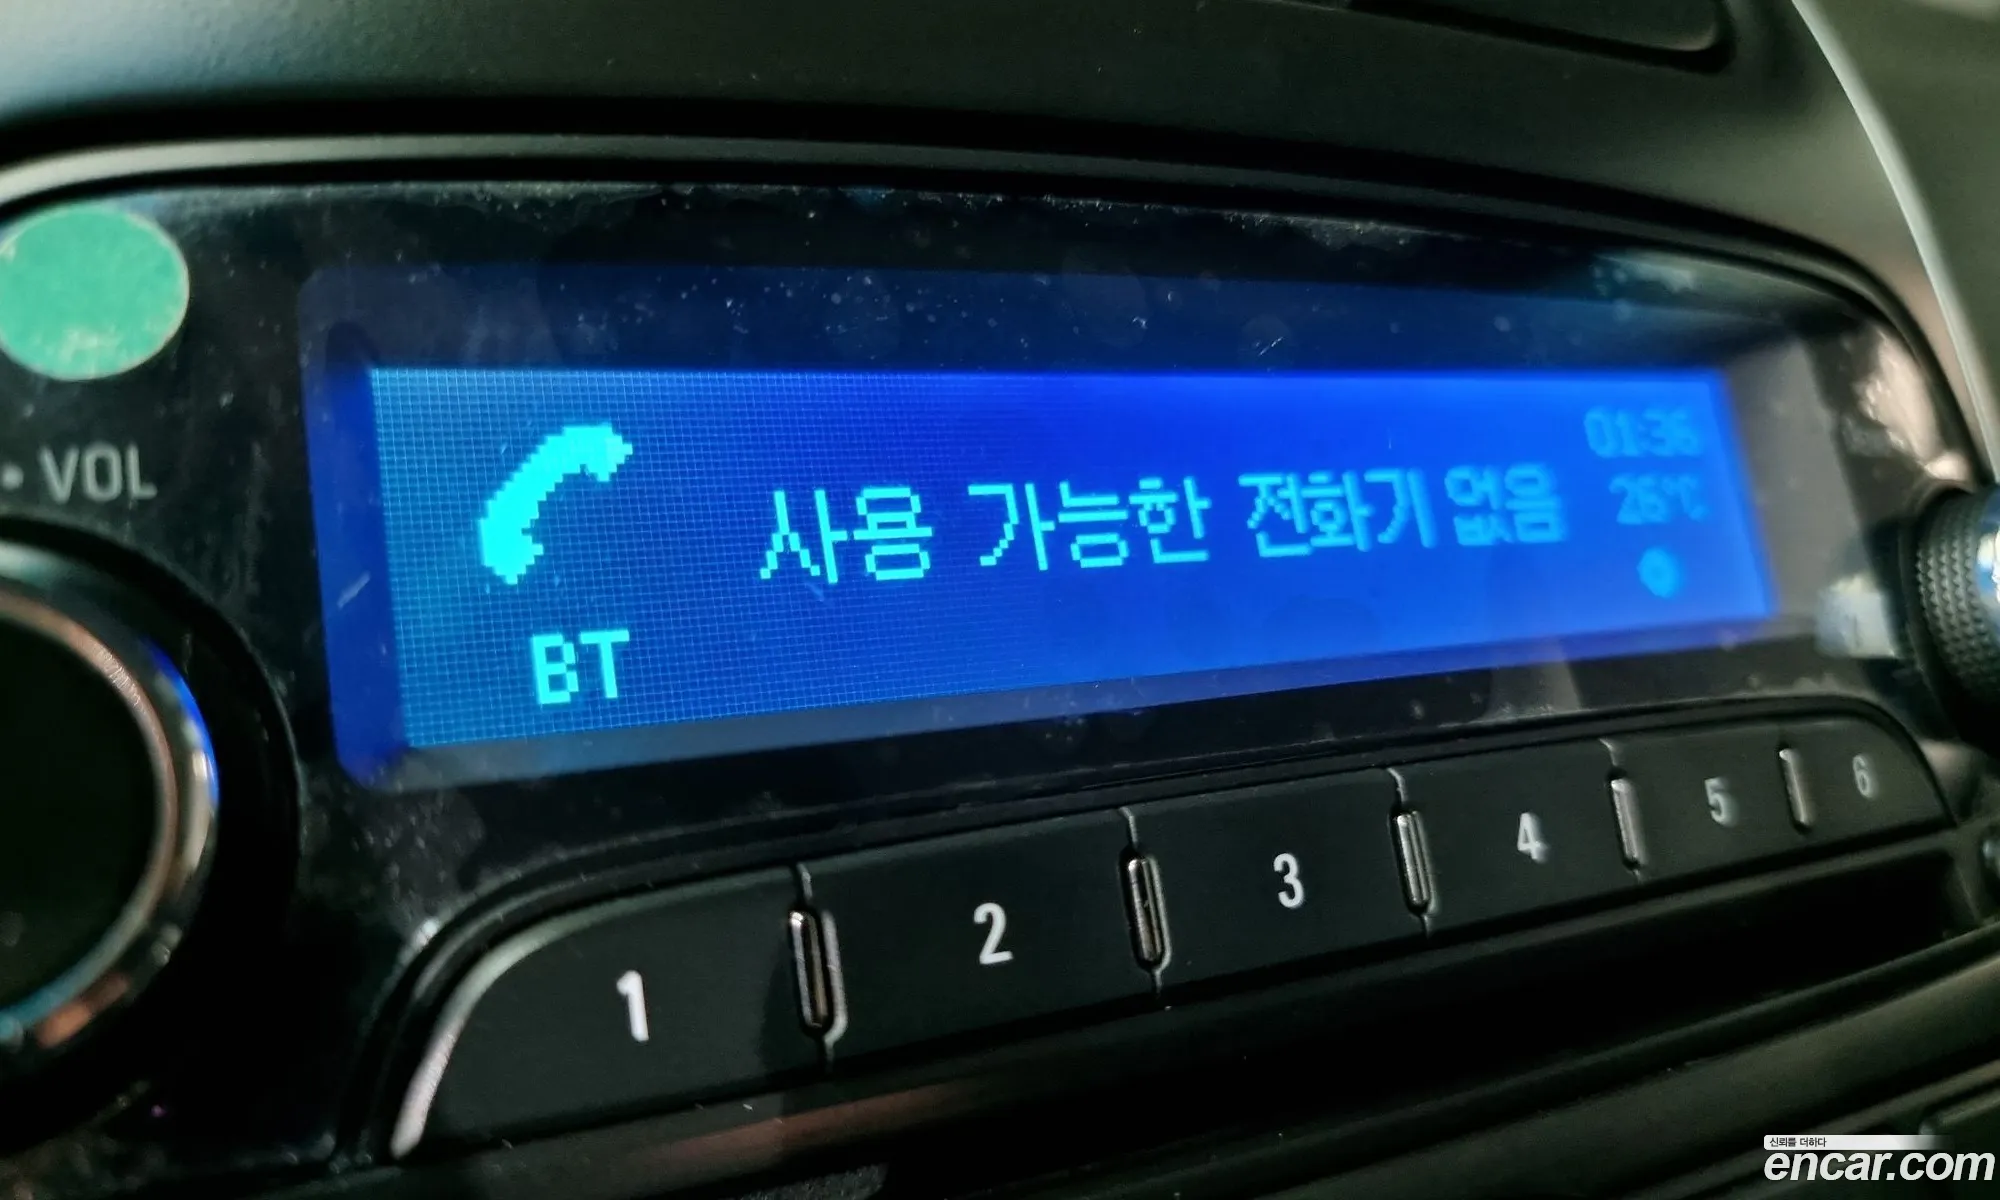 • VOL
사용 가능한 전화기 없음
01:36
26°C
BT
1 2 3 4 5 6
신뢰를 더하다
encar.com